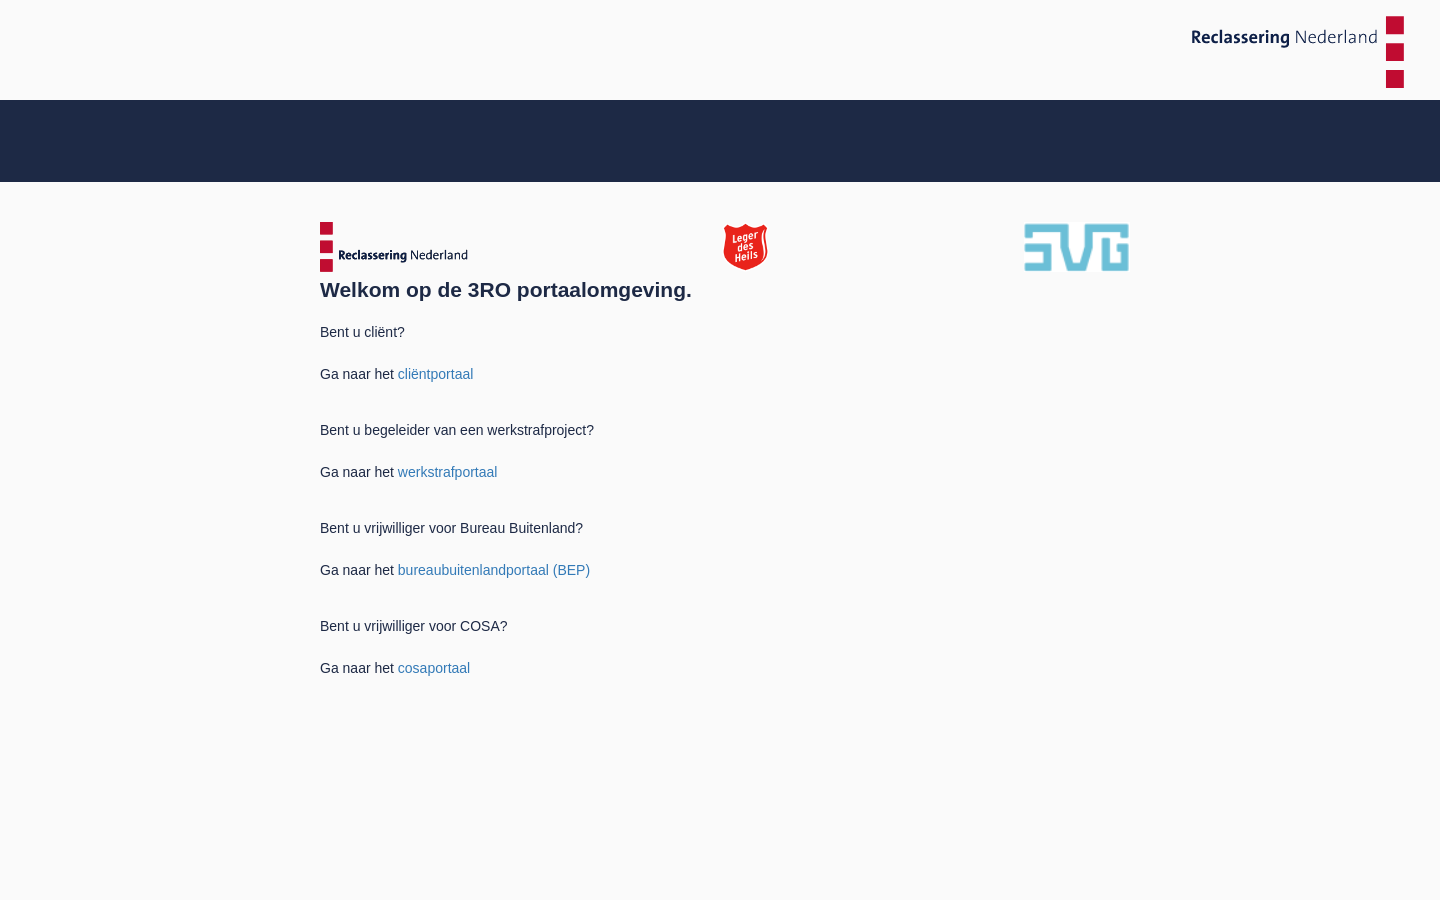 Reclassering Nederland
Reclassering Nederland
Leger
des
Heils
SVG
Welkom op de 3RO portaalomgeving.
Bent u cliënt?
Ga naar het cliëntportaal
Bent u begeleider van een werkstrafproject?
Ga naar het werkstrafportaal
Bent u vrijwilliger voor Bureau Buitenland?
Ga naar het bureaubuitenlandportaal (BEP)
Bent u vrijwilliger voor COSA?
Ga naar het cosaportaal